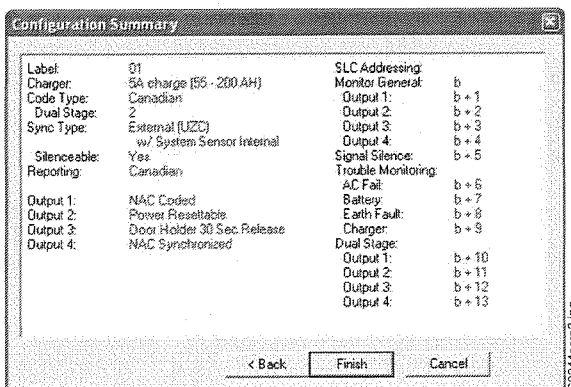 Configuration Summary
Label: 01
Charger: 5A charge (55 - 200 AH)
Code Type: Canadian
Dual Stage: 2
Sync Type: External (UZC)
w/ System Sensor Internal
Silenceable: Yes
Reporting: Canadian
Output 1: NAC Coded
Output 2: Power Resettable
Output 3: Door Holder 30 Sec. Release
Output 4: NAC Synchronized
SLC Addressing:
Monitor General: b
Output 1: b + 1
Output 2: b + 2
Output 3: b + 3
Output 4: b + 4
Signal Silence: b + 5
Trouble Monitoring:
AC Fail: b + 6
Battery: b + 7
Earth Fault: b + 8
Charger: b + 9
Dual Stage:
Output 1: b + 10
Output 2: b + 11
Output 3: b + 12
Output 4: b + 13
< Back Finish Cancel